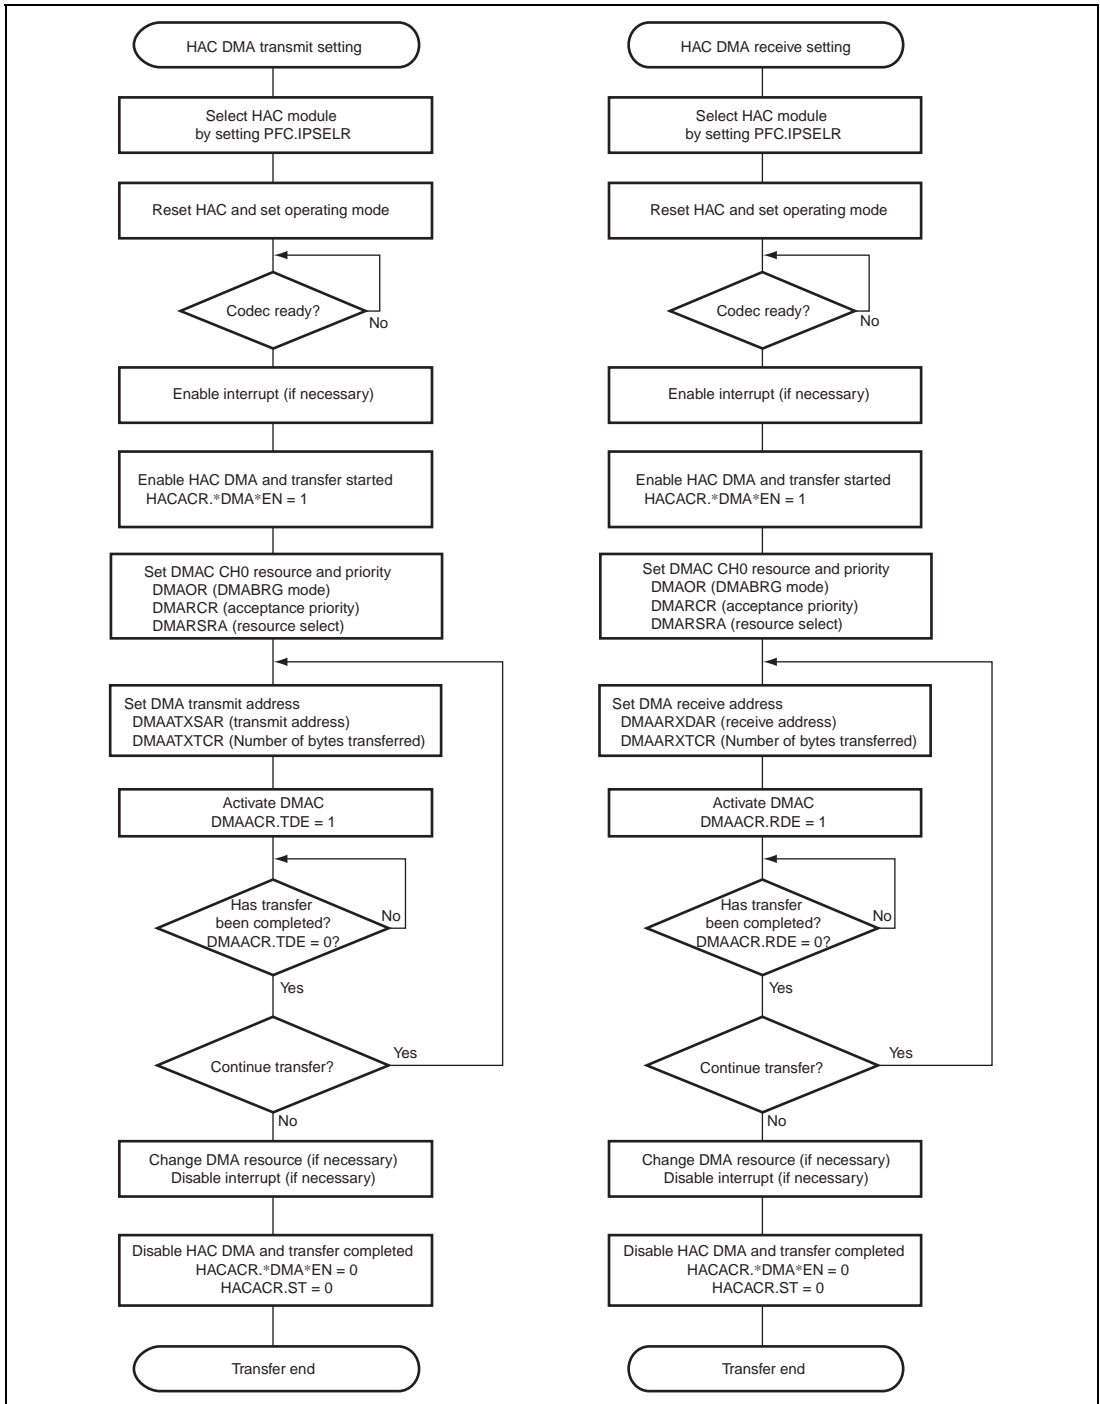 HAC DMA transmit setting
Select HAC module
by setting PFC.IPSELR
Reset HAC and set operating mode
Codec ready?
No
Enable interrupt (if necessary)
Enable HAC DMA and transfer started
HACACR.*DMA*EN = 1
Set DMAC CH0 resource and priority
DMAOR (DMABRG mode)
DMARCR (acceptance priority)
DMARSRA (resource select)
Set DMA transmit address
DMAATXSAR (transmit address)
DMAATXTCR (Number of bytes transferred)
Activate DMAC
DMAACR.TDE = 1
Has transfer
been completed?
DMAACR.TDE = 0?
No
Yes
Continue transfer?
Yes
No
Change DMA resource (if necessary)
Disable interrupt (if necessary)
Disable HAC DMA and transfer completed
HACACR.*DMA*EN = 0
HACACR.ST = 0
Transfer end
HAC DMA receive setting
Select HAC module
by setting PFC.IPSELR
Reset HAC and set operating mode
Codec ready?
No
Enable interrupt (if necessary)
Enable HAC DMA and transfer started
HACACR.*DMA*EN = 1
Set DMAC CH0 resource and priority
DMAOR (DMABRG mode)
DMARCR (acceptance priority)
DMARSRA (resource select)
Set DMA receive address
DMAARXDAR (receive address)
DMAARXTCR (Number of bytes transferred)
Activate DMAC
DMAACR.RDE = 1
Has transfer
been completed?
DMAACR.RDE = 0?
No
Yes
Continue transfer?
Yes
No
Change DMA resource (if necessary)
Disable interrupt (if necessary)
Disable HAC DMA and transfer completed
HACACR.*DMA*EN = 0
HACACR.ST = 0
Transfer end